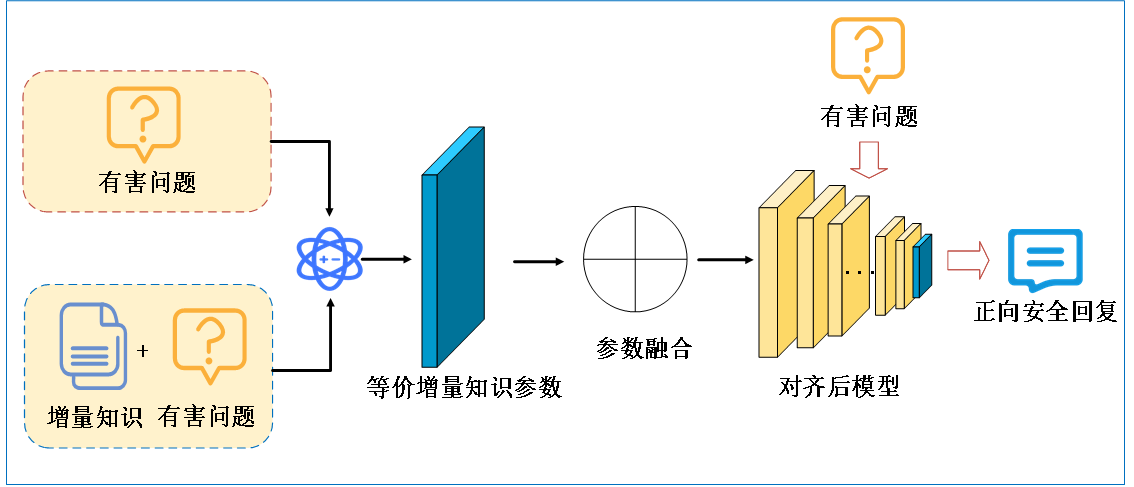 有害问题
有害问题
增量知识
+
有害问题
等价增量知识参数
参数融合
...
对齐后模型
正向安全回复